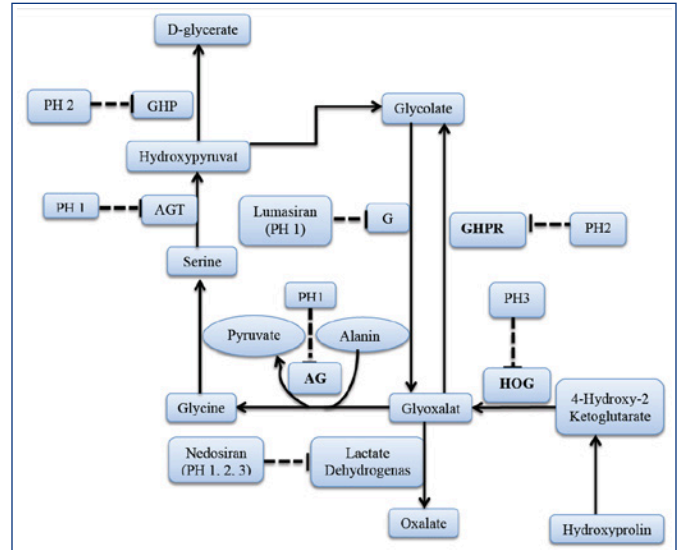 D-glycerate
PH 2
GHP
Glycolate
Hydroxypyruvat
PH 1
AGT
Lumasiran
(PH 1)
G
GHPR
PH2
Serine
PH1
PH3
Pyruvate
Alanin
AG
HOG
4-Hydroxy-2
Ketoglutarate
Glycine
Glyoxalat
Nedosiran
(PH 1, 2, 3)
Lactate
Dehydrogenas
Oxalate
Hydroxyprolin